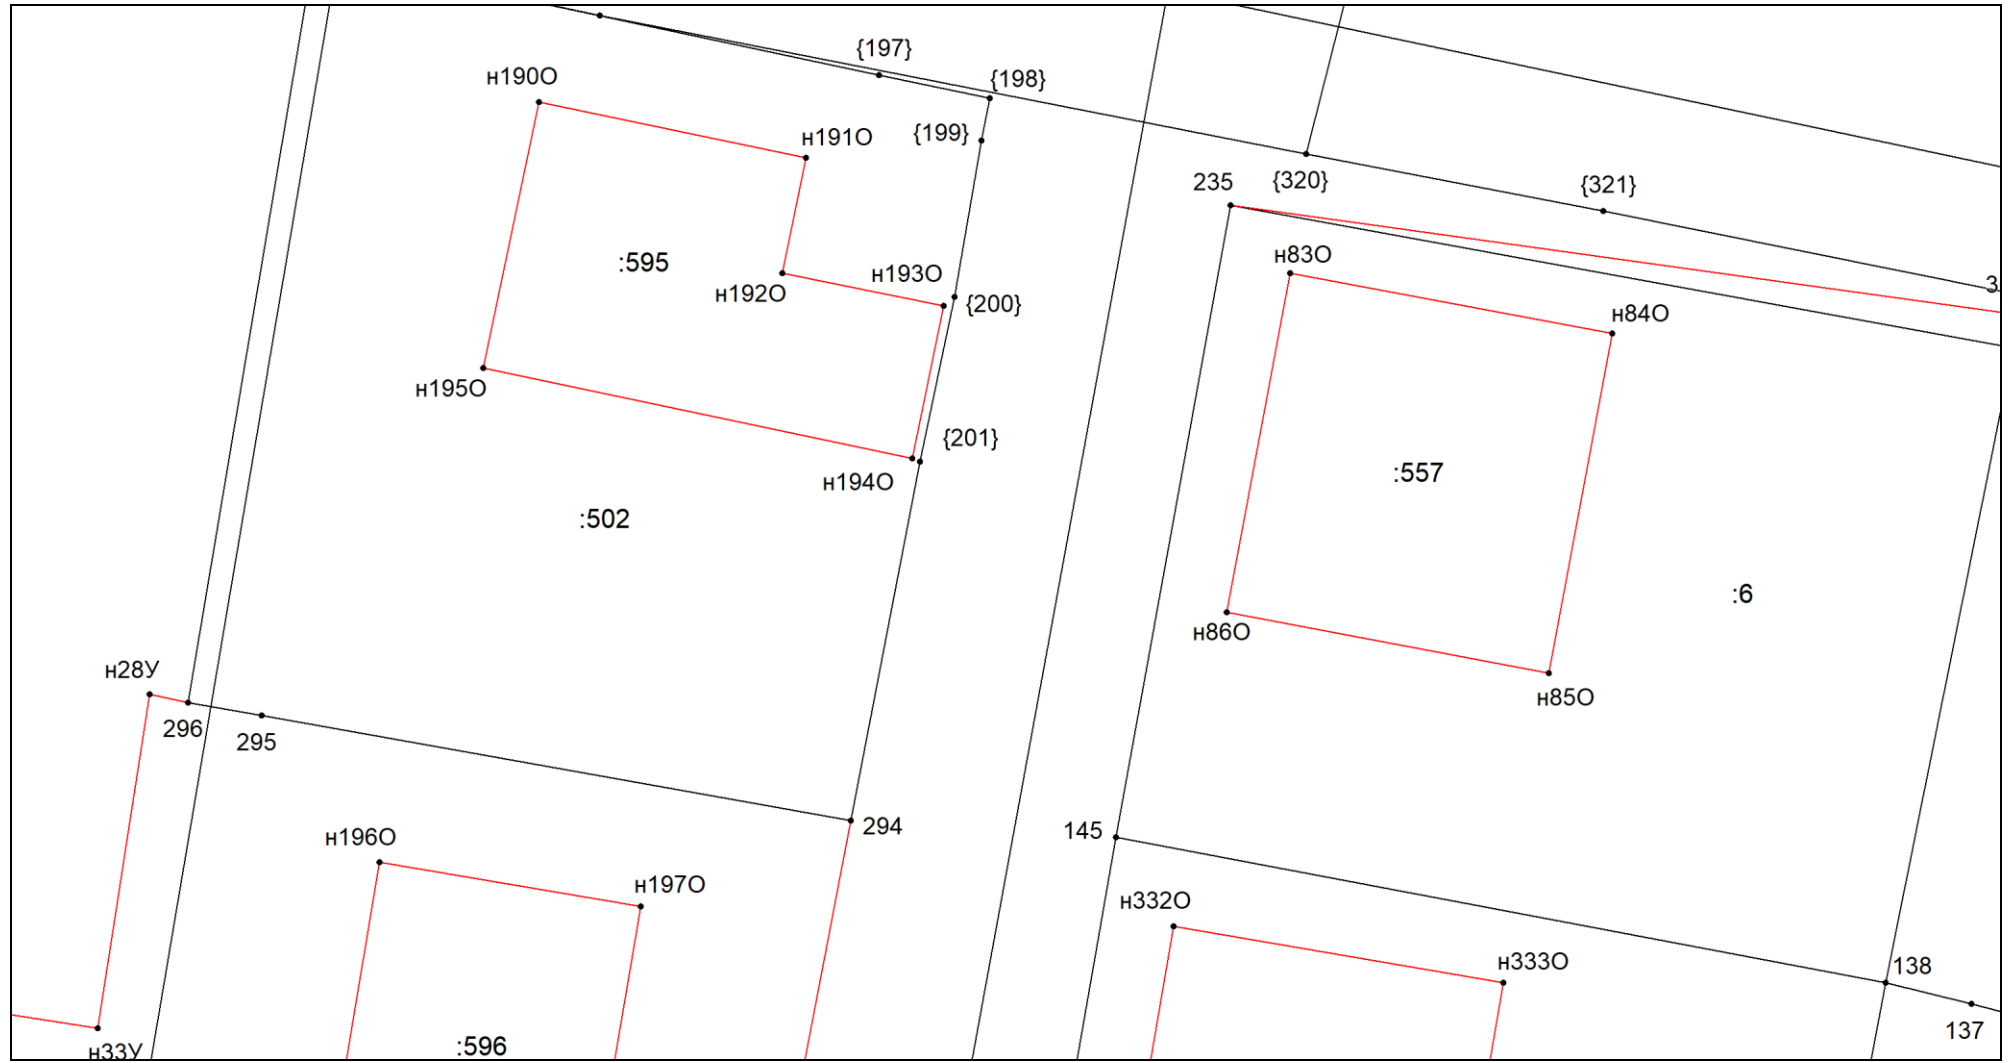 {197}
н190О
{198}
н191О
{199}
235
{320}
{321}
:595
н193О
н83О
н192О
{200}
3
н84О
н195О
{201}
:557
н194О
:502
:6
н86О
н28У
н85О
296
295
294
145
н196О
н197О
н332О
н333О
138
137
:596
н33У